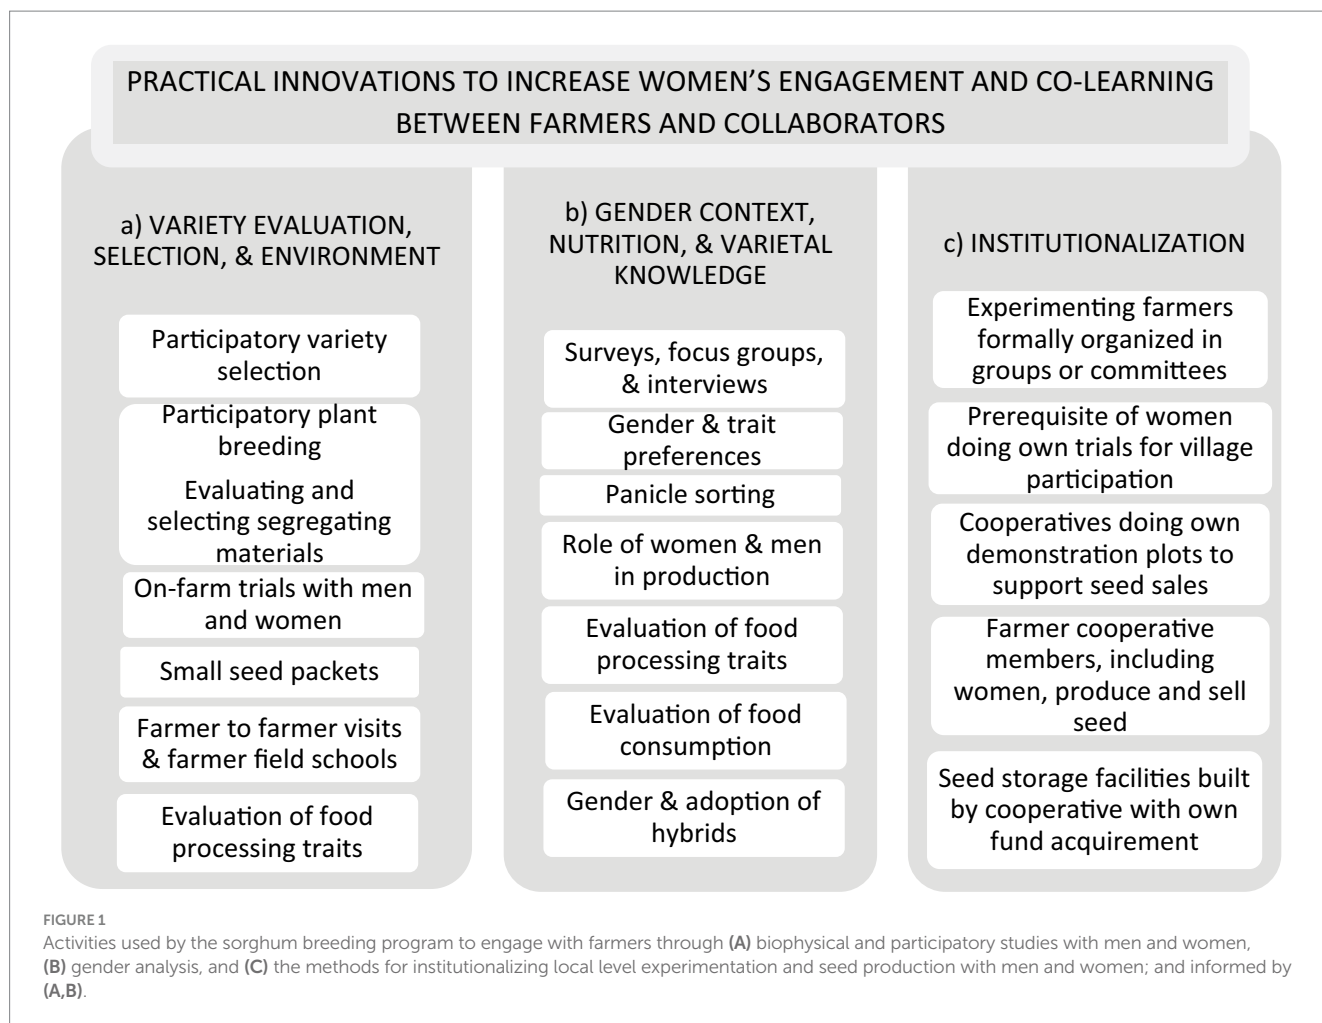 PRACTICAL INNOVATIONS TO INCREASE WOMEN’S ENGAGEMENT AND CO-LEARNING
BETWEEN FARMERS AND COLLABORATORS
a) VARIETY EVALUATION,
SELECTION, & ENVIRONMENT
Participatory variety
selection
Participatory plant
breeding
Evaluating and
selecting segregating
materials
On-farm trials with men
and women
Small seed packets
Farmer to farmer visits
& farmer field schools
Evaluation of food
processing traits
b) GENDER CONTEXT,
NUTRITION, & VARIETAL
KNOWLEDGE
Surveys, focus groups,
& interviews
Gender & trait
preferences
Panicle sorting
Role of women & men
in production
Evaluation of food
processing traits
Evaluation of food
consumption
Gender & adoption of
hybrids
c) INSTITUTIONALIZATION
Experimenting farmers
formally organized in
groups or committees
Prerequisite of women
doing own trials for village
participation
Cooperatives doing own
demonstration plots to
support seed sales
Farmer cooperative
members, including
women, produce and sell
seed
Seed storage facilities built
by cooperative with own
fund acquirement
FIGURE 1
Activities used by the sorghum breeding program to engage with farmers through (A) biophysical and participatory studies with men and women,
(B) gender analysis, and (C) the methods for institutionalizing local level experimentation and seed production with men and women; and informed by
(A,B).